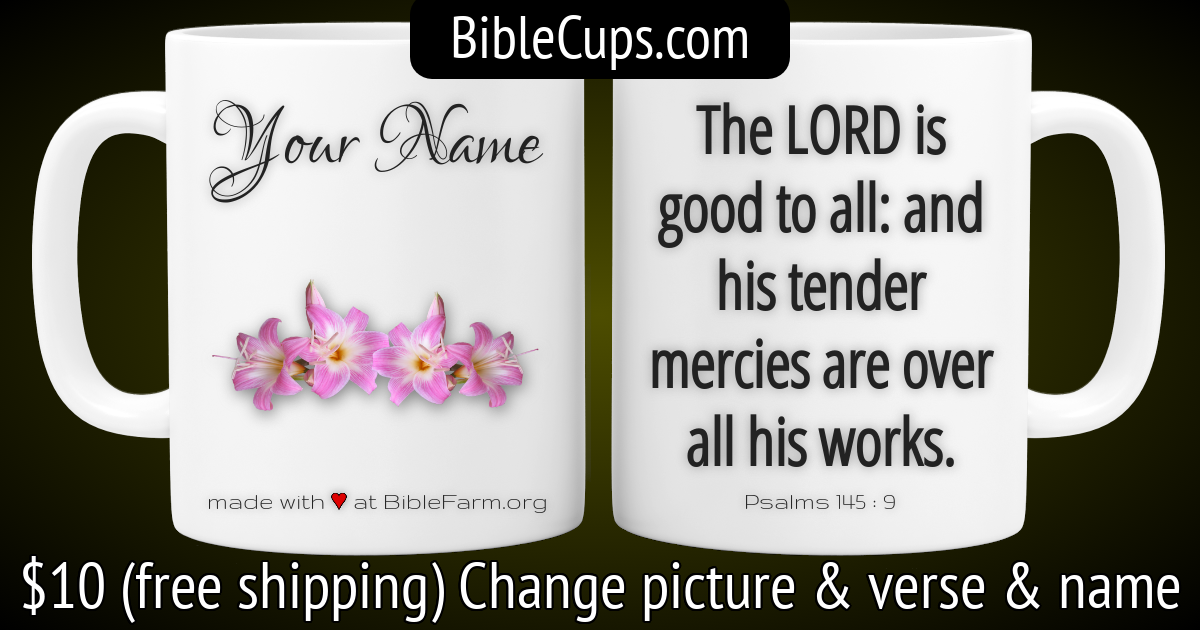 BibleCups.com
Your Name
made with ♥ at BibleFarm.org
The LORD is
good to all: and
his tender
mercies are over
all his works.
Psalms 145 : 9
$10 (free shipping) Change picture & verse & name